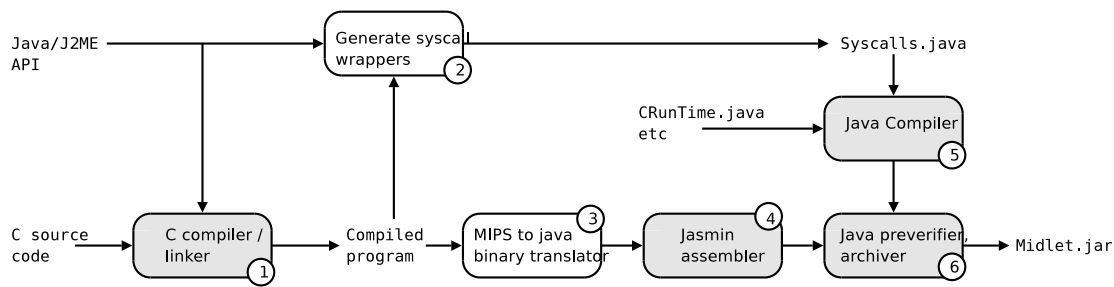 Java/J2ME
API
Generate syscall
wrappers
2
Syscalls.java
CRunTime.java
etc
Java Compiler
5
C source
code
C compiler /
linker
1
Compiled
program
MIPS to java
binary translator
3
Jasmin
assembler
4
Java preverifier,
archiver
6
Midlet.jar